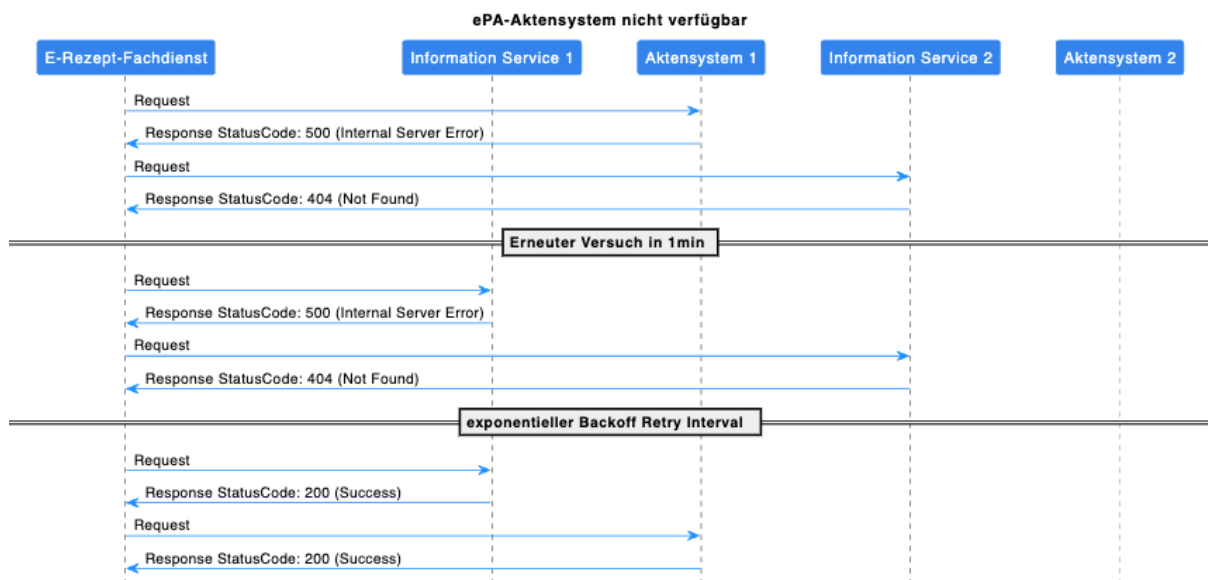 ePA-Aktensystem nicht verfügbar
E-Rezept-Fachdienst Information Service 1 Aktensystem 1 Information Service 2 Aktensystem 2
Request
Response StatusCode: 500 (Internal Server Error)
Request
Response StatusCode: 404 (Not Found)
Erneuter Versuch in 1min
Request
Response StatusCode: 500 (Internal Server Error)
Request
Response StatusCode: 404 (Not Found)
exponentieller Backoff Retry Interval
Request
Response StatusCode: 200 (Success)
Request
Response StatusCode: 200 (Success)